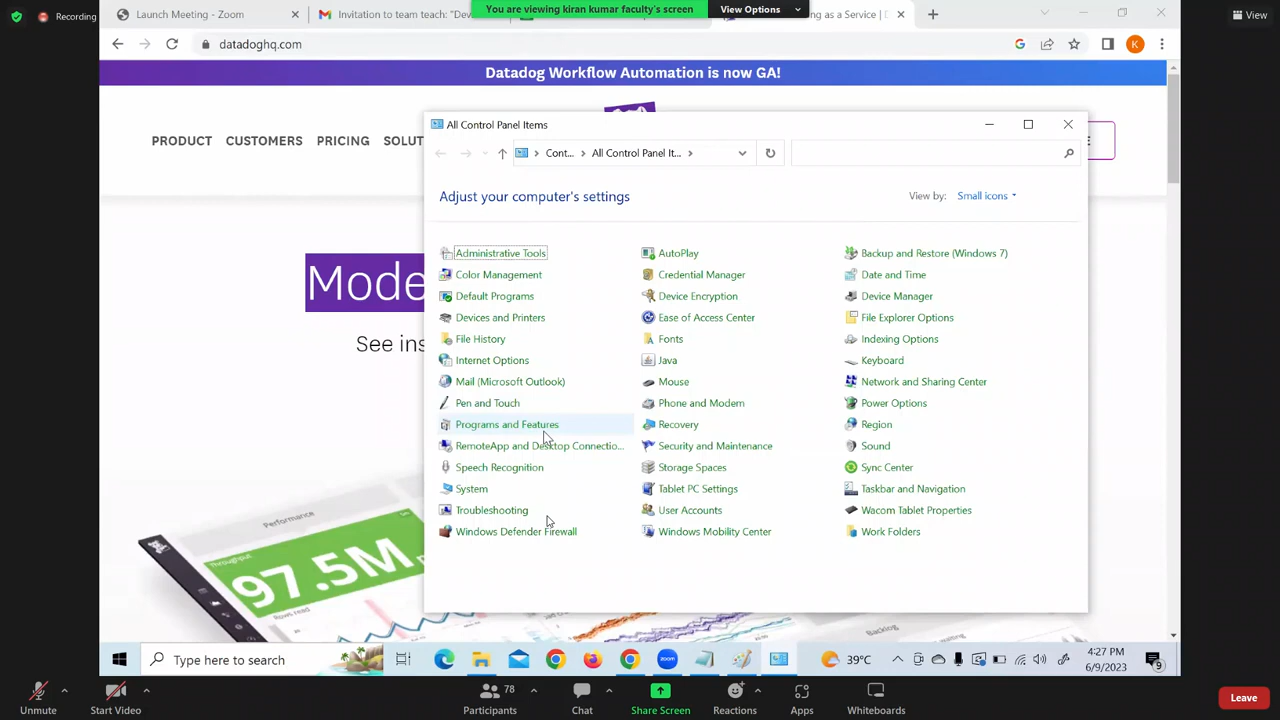 Recording
You are viewing kiran kumar faculty's screen
View Options
View
Launch Meeting - Zoom
Invitation to team teach: "Dev
ing as a Service | D
datadoghq.com
K
Datadog Workflow Automation is now GA!
PRODUCT CUSTOMERS PRICING SOLUT
E
Mode
See ins
All Control Panel Items
Cont... All Control Panel It...
Adjust your computer's settings
View by: Small icons
Administrative Tools
AutoPlay
Backup and Restore (Windows 7)
Color Management
Credential Manager
Date and Time
Default Programs
Device Encryption
Device Manager
Devices and Printers
Ease of Access Center
File Explorer Options
File History
Fonts
Indexing Options
Internet Options
Java
Keyboard
Mail (Microsoft Outlook)
Mouse
Network and Sharing Center
Pen and Touch
Phone and Modem
Power Options
Programs and Features
Recovery
Region
RemoteApp and Desktop Connectio...
Security and Maintenance
Sound
Speech Recognition
Storage Spaces
Sync Center
System
Tablet PC Settings
Taskbar and Navigation
Troubleshooting
User Accounts
Wacom Tablet Properties
Windows Defender Firewall
Windows Mobility Center
Work Folders
Performance
Throughput
97.5M
Backlog
Type here to search
zoom
39°C
4:27 PM
6/9/2023
9
Unmute
Start Video
78
Participants
Chat
Share Screen
Reactions
Apps
Whiteboards
Leave